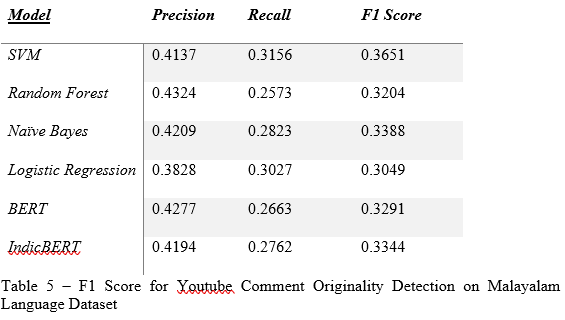 Model Precision Recall F1 Score
SVM 0.4137 0.3156 0.3651
Random Forest 0.4324 0.2573 0.3204
Naïve Bayes 0.4209 0.2823 0.3388
Logistic Regression 0.3828 0.3027 0.3049
BERT 0.4277 0.2663 0.3291
IndicBERT 0.4194 0.2762 0.3344
Table 5 – F1 Score for Youtube Comment Originality Detection on Malayalam
Language Dataset